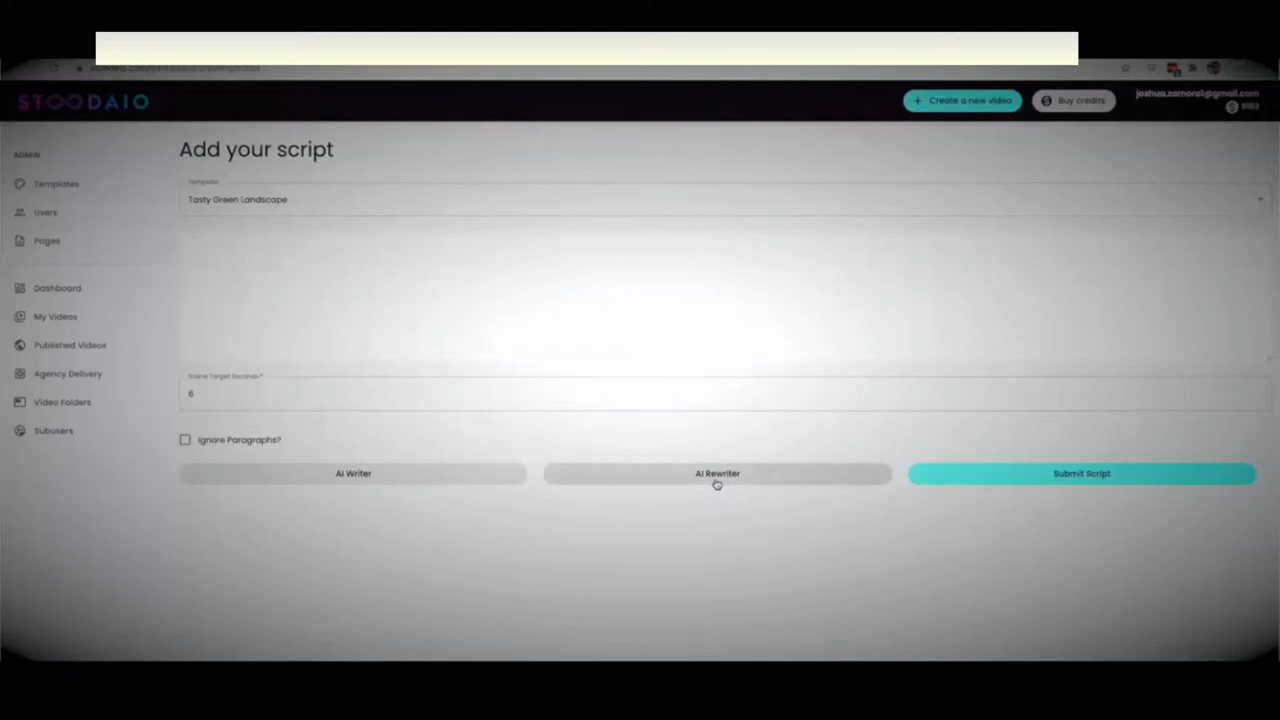 STOODAIO
+ Create a new video
Buy credits
joshua.zamora1@gmail.com
ADMIN
Templates
Users
Pages
Dashboard
My Videos
Published Videos
Agency Delivery
Video Folders
Subusers
Add your script
Template
Tasty Green Landscape
Scene Target Seconds *
6
Ignore Paragraphs?
AI Writer
AI Rewriter
Submit Script